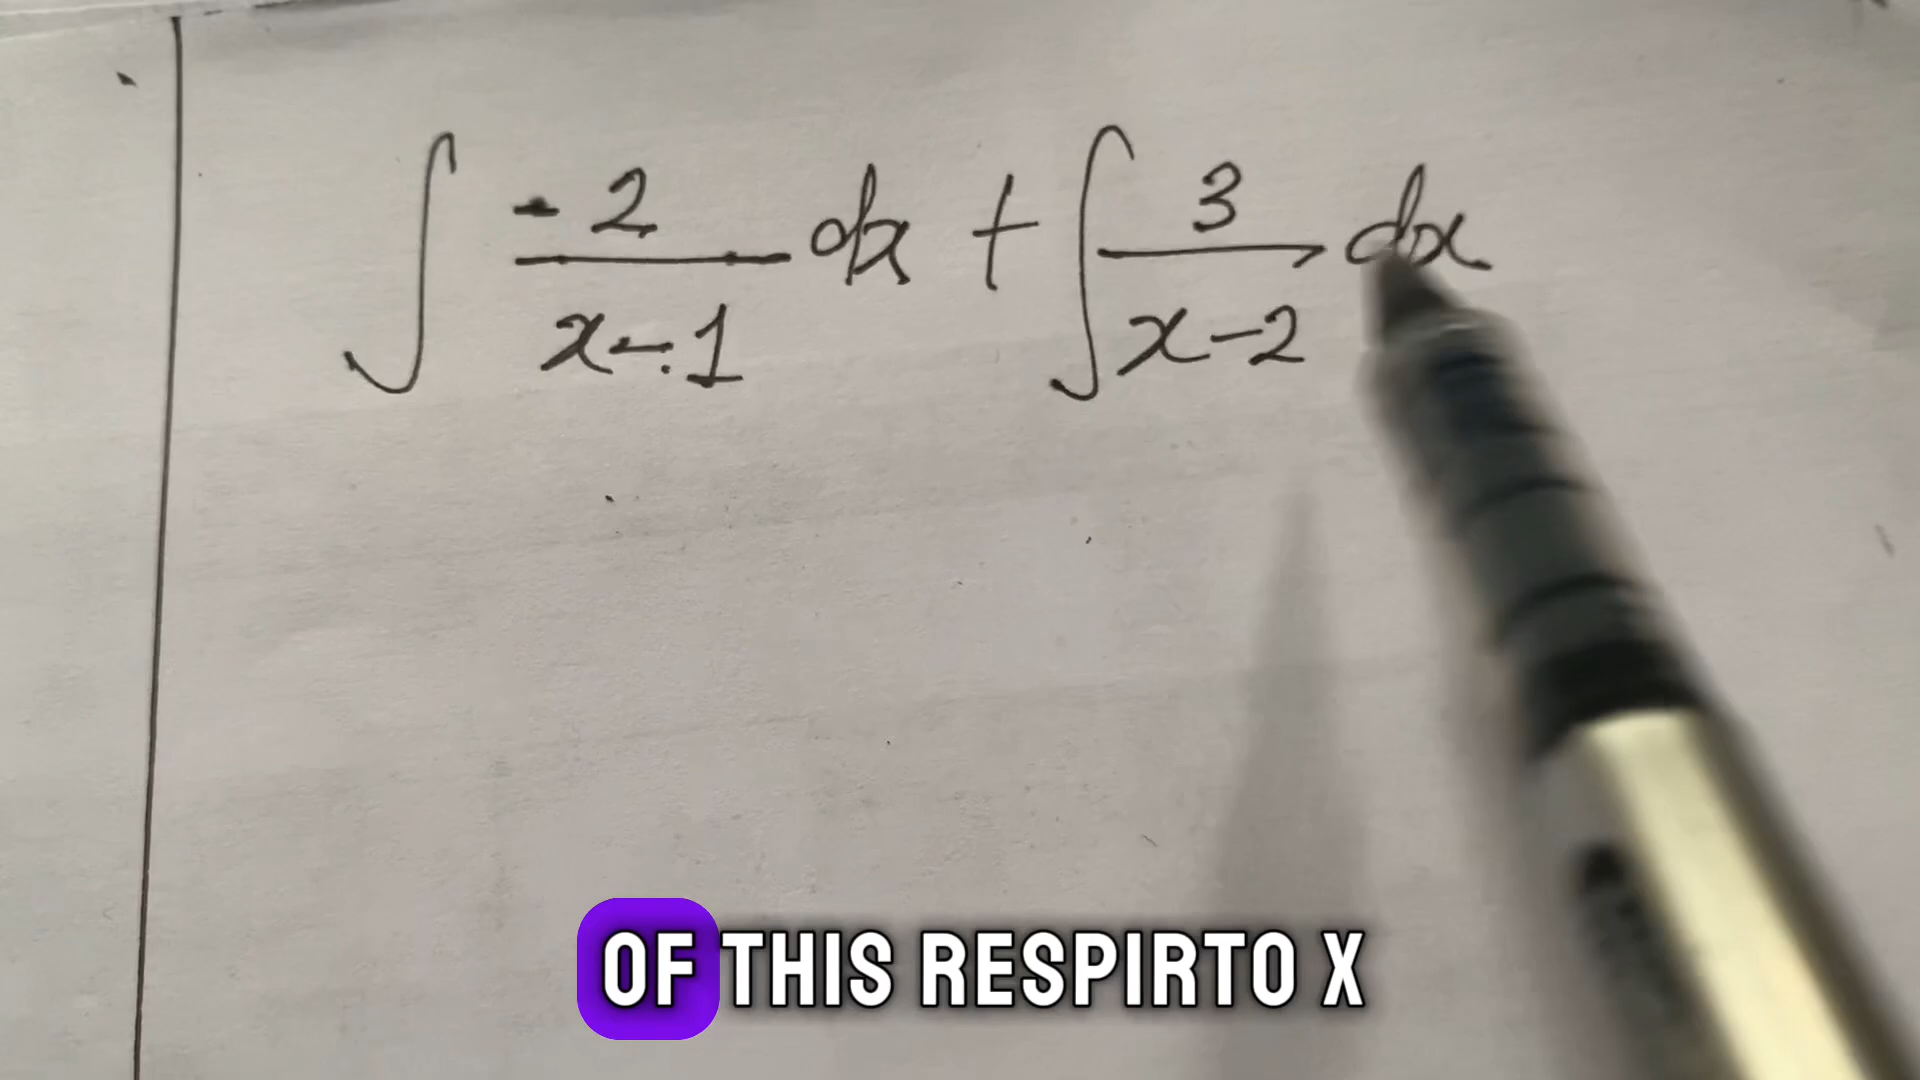 ∫ -2/(x-1) dx + ∫ 3/(x-2) dx
OF THIS RESPIRTO X